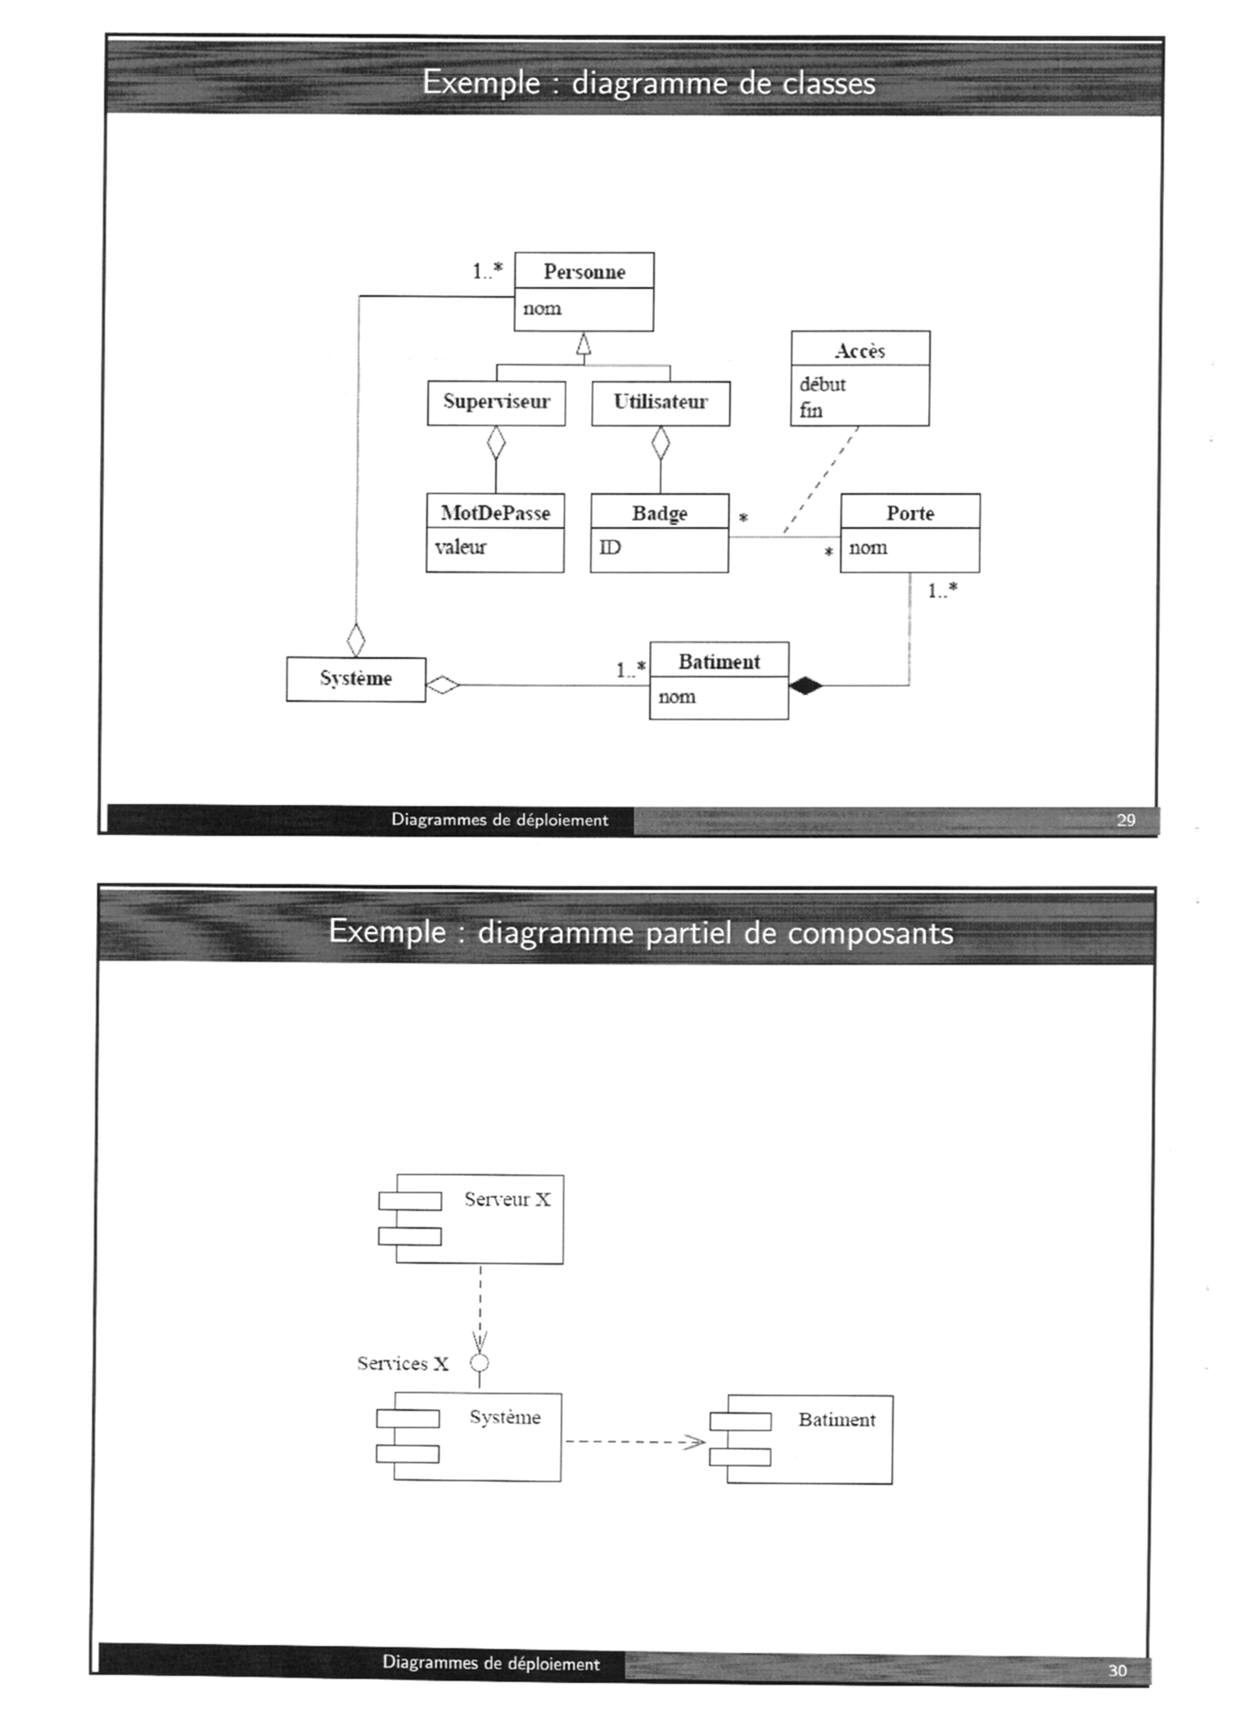 Exemple : diagramme de classes
1..*
Personne
nom
Accès
début
fin
Superviseur
Utilisateur
MotDePasse
valeur
Badge
ID
*
*
Porte
nom
1..*
Système
1..*
Batiment
nom
Diagrammes de déploiement
29
Exemple : diagramme partiel de composants
Serveur X
Services X
Système
Batiment
Diagrammes de déploiement
30